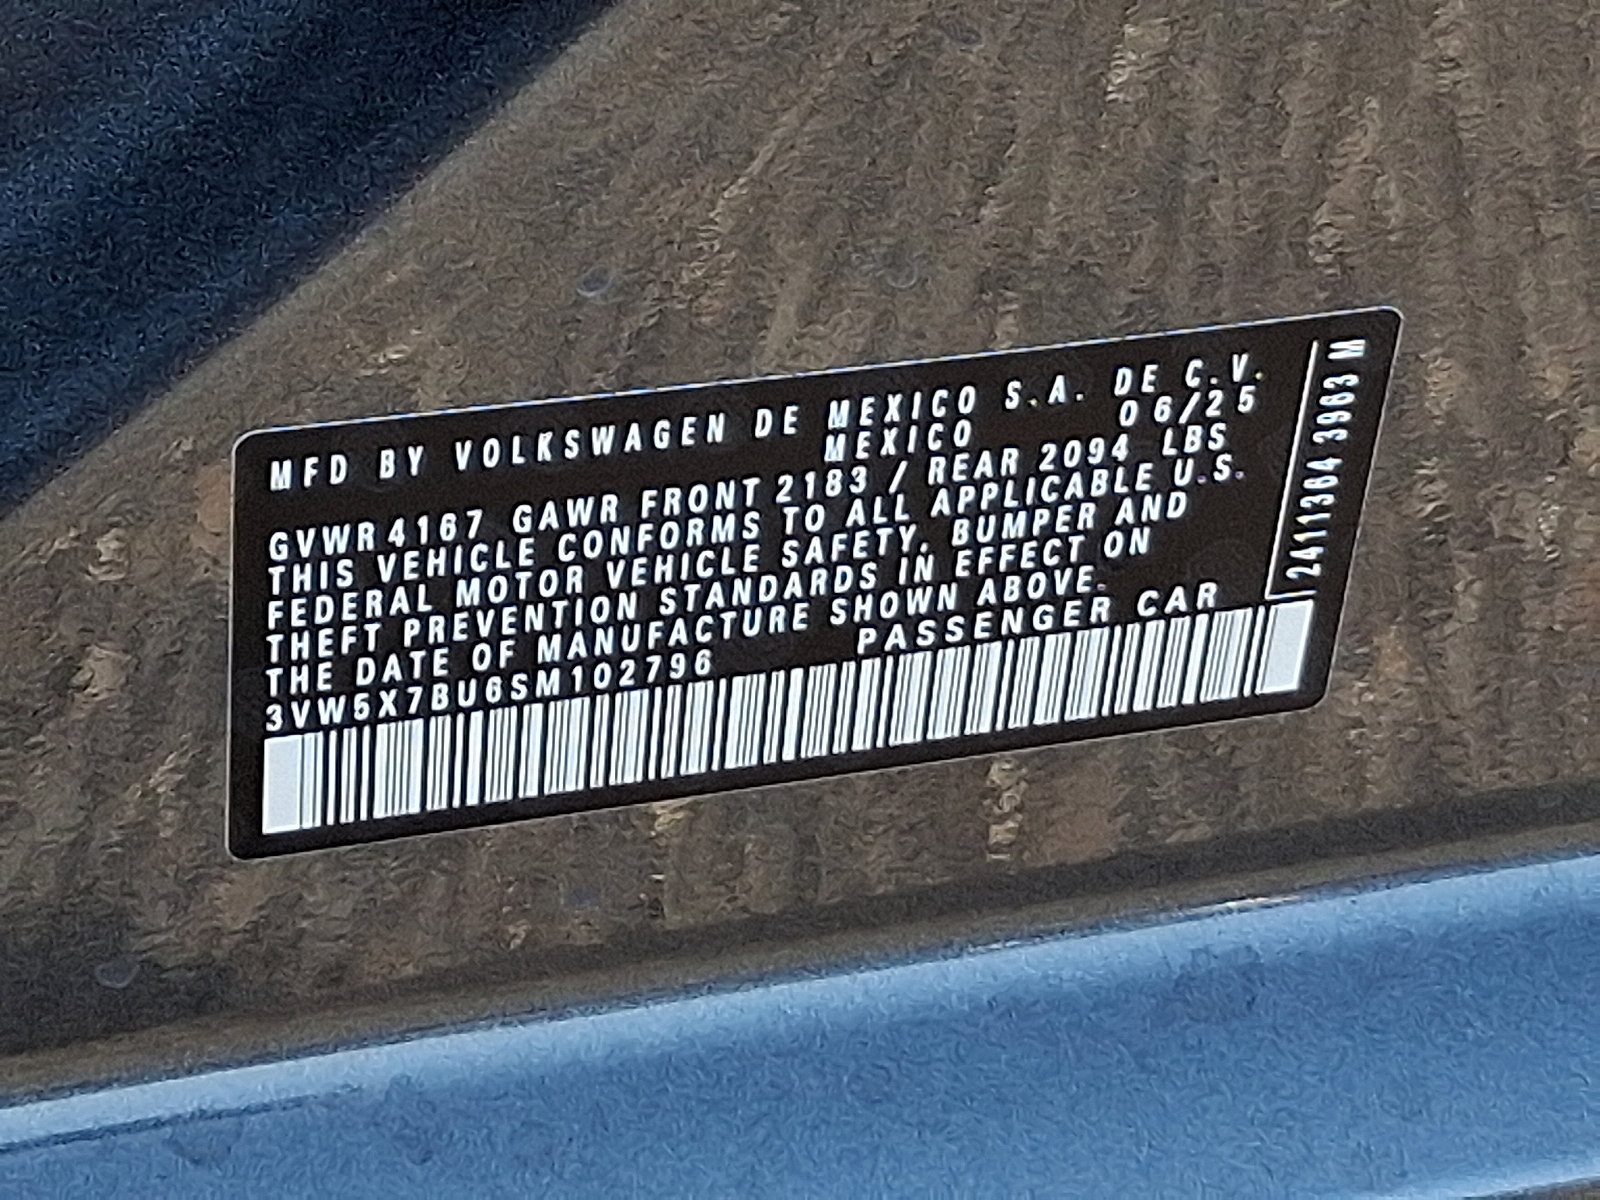 MFD BY VOLKSWAGEN DE MEXICO S.A. DE C.V.
MEXICO 06/25
GVWR 4167 GAWR FRONT 2183 / REAR 2094 LBS
THIS VEHICLE CONFORMS TO ALL APPLICABLE U.S.
FEDERAL MOTOR VEHICLE SAFETY, BUMPER AND
THEFT PREVENTION STANDARDS IN EFFECT ON
THE DATE OF MANUFACTURE SHOWN ABOVE.
3VW5X7BU6SM102796 PASSENGER CAR
2411364 3963 M